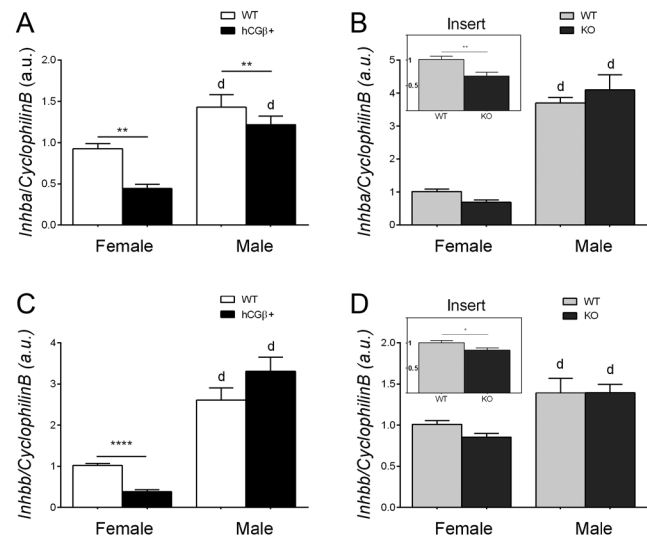 A
WT
hCGβ+
Inhba/CyclophilinB (a.u.)
2.0
1.5
1.0
0.5
0.0
**
**
d
d
Female
Male
B
Insert
WT
KO
Inhba/CyclophilinB (a.u.)
5
4
3
2
1
0
**
1
0.5
WT
KO
d
d
Female
Male
C
WT
hCGβ+
Inhbb/CyclophilinB (a.u.)
4
3
2
1
0
****
d
d
Female
Male
D
Insert
WT
KO
Inhbb/CyclophilinB (a.u.)
2.0
1.5
1.0
0.5
0.0
*
1
0.5
WT
KO
d
d
Female
Male